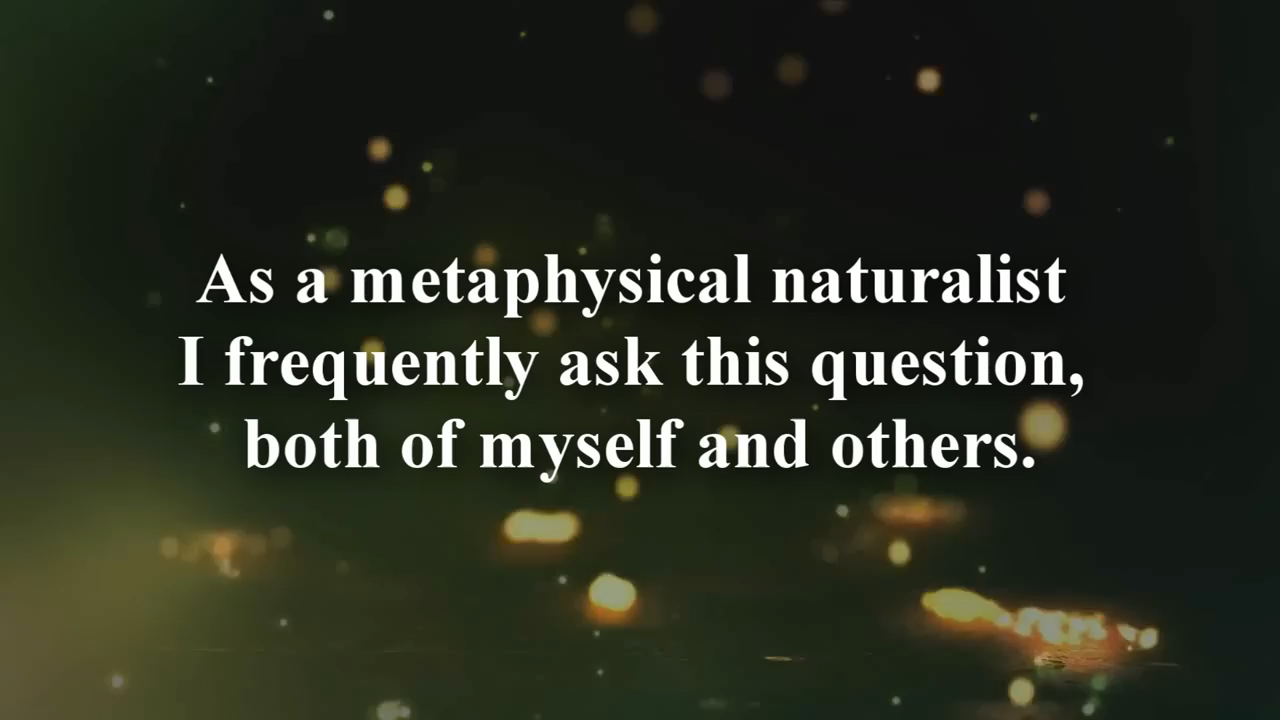 As a metaphysical naturalist
I frequently ask this question,
both of myself and others.